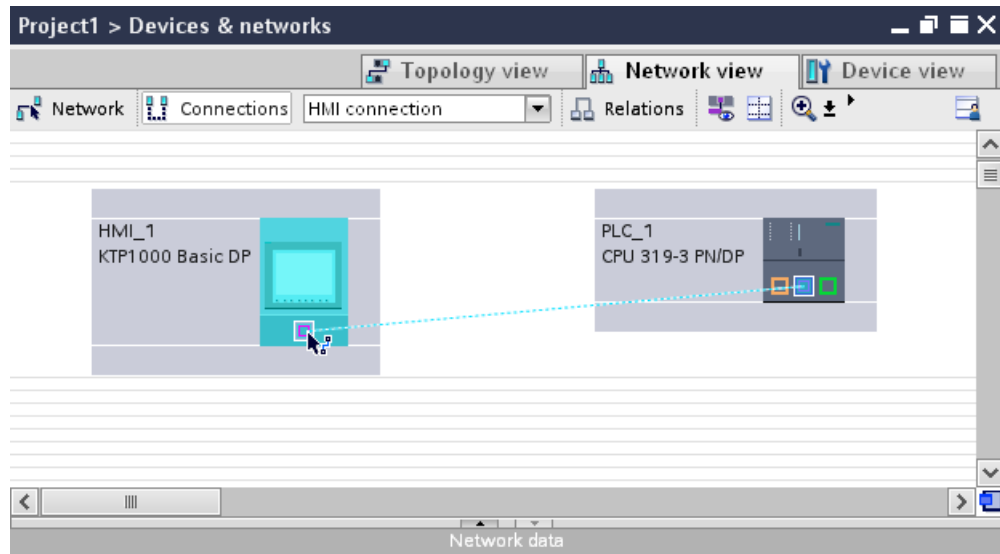 Project1 > Devices & networks
Topology view Network view Device view
Network Connections HMI connection Relations
HMI_1
KTP1000 Basic DP
PLC_1
CPU 319-3 PN/DP
Network data